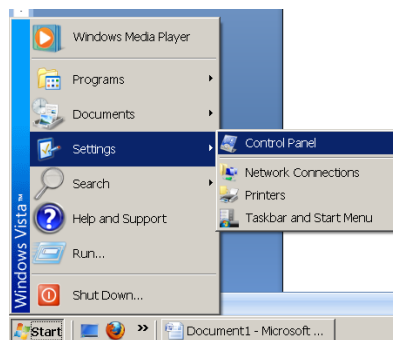 Windows Media Player
Programs
Documents
Settings
Search
Help and Support
Run...
Shut Down...
Windows Vista™
Control Panel
Network Connections
Printers
Taskbar and Start Menu
Start
»
Document1 - Microsoft ...